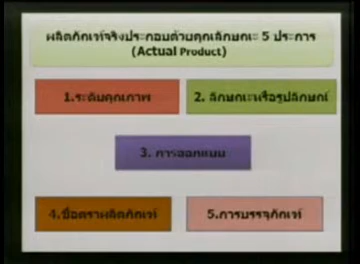 ผลิตภัณฑ์จริงประกอบด้วยคุณลักษณะ 5 ประการ
(Actual Product)
1.ระดับคุณภาพ
2. ลักษณะหรือรูปลักษณ์
3. การออกแบบ
4.ชื่อตราผลิตภัณฑ์
5.การบรรจุภัณฑ์